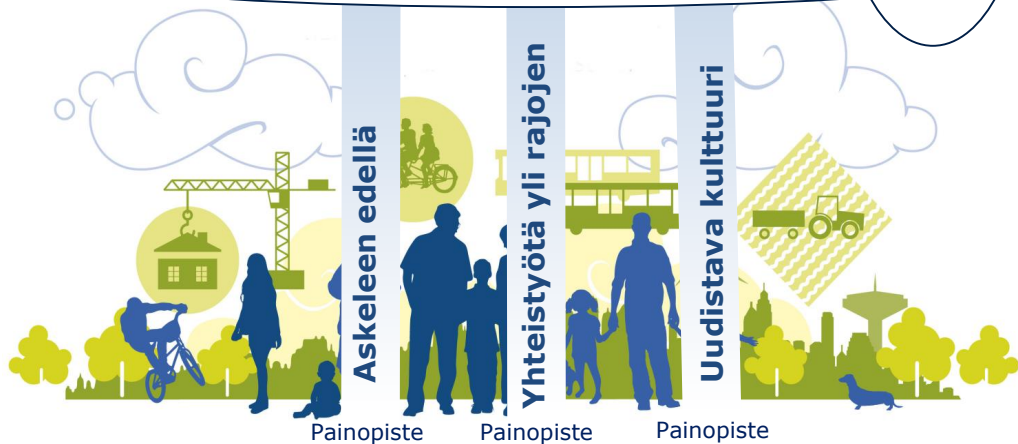 Askeleen edellä
Yhteistyötä yli rajojen
Uudistava kulttuuri
Painopiste
Painopiste
Painopiste